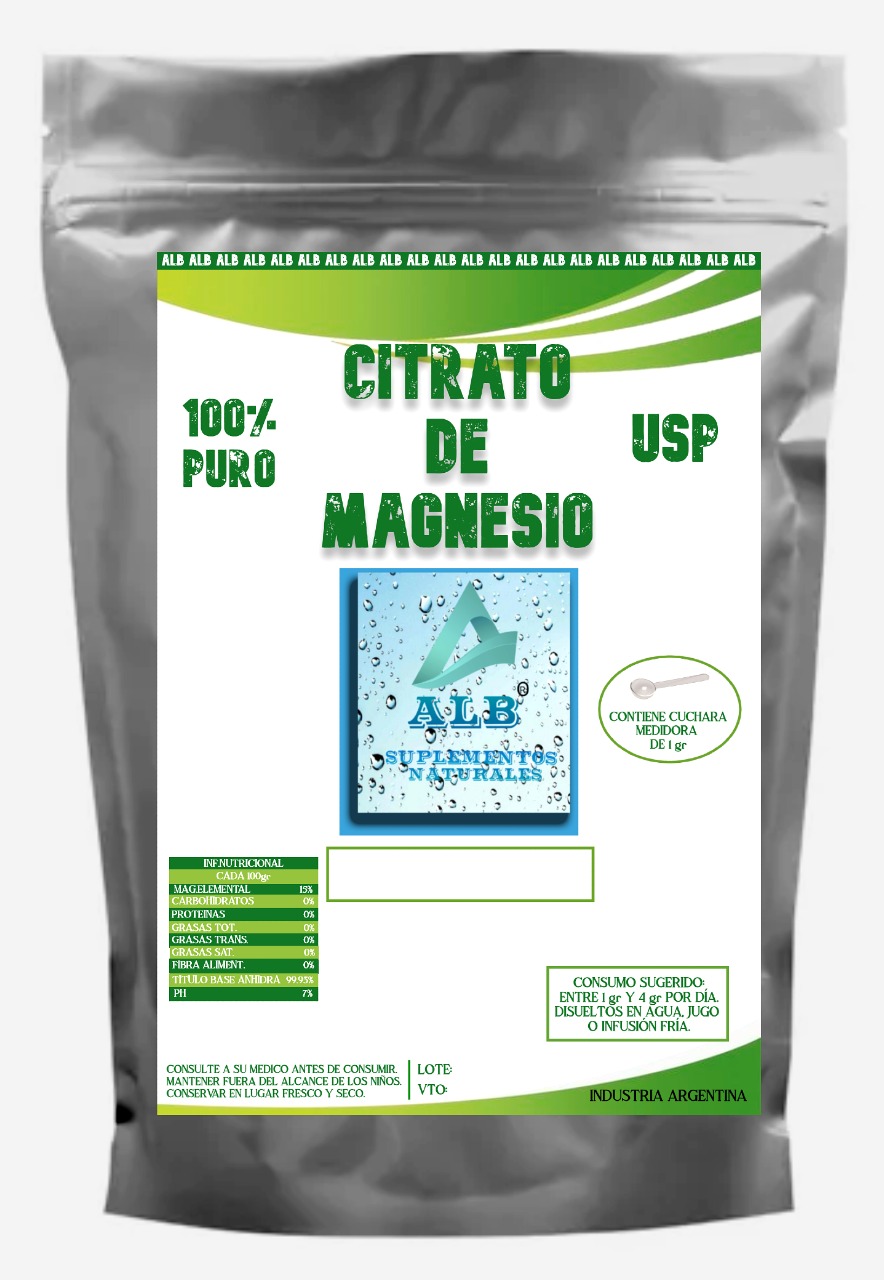 ALB ALB ALB ALB ALB ALB ALB ALB ALB ALB ALB ALB ALB ALB ALB ALB ALB ALB ALB ALB ALB ALB
CITRATO
DE
MAGNESIO
100%
PURO
USP
ALB®
SUPLEMENTOS
NATURALES
CONTIENE CUCHARA
MEDIDORA
DE 1 gr
INF.NUTRICIONAL
CADA 100gr
MAG.ELEMENTAL 15%
CARBOHIDRATOS 0%
PROTEINAS 0%
GRASAS TOT. 0%
GRASAS TRANS. 0%
GRASAS SAT. 0%
FIBRA ALIMENT. 0%
TITULO BASE ANHIDRA 99.95%
PH 7%
CONSUMO SUGERIDO:
ENTRE 1 gr Y 4 gr POR DÍA.
DISUELTOS EN AGUA, JUGO
O INFUSIÓN FRÍA.
CONSULTE A SU MEDICO ANTES DE CONSUMIR.
MANTENER FUERA DEL ALCANCE DE LOS NIÑOS.
CONSERVAR EN LUGAR FRESCO Y SECO.
LOTE:
VTO:
INDUSTRIA ARGENTINA